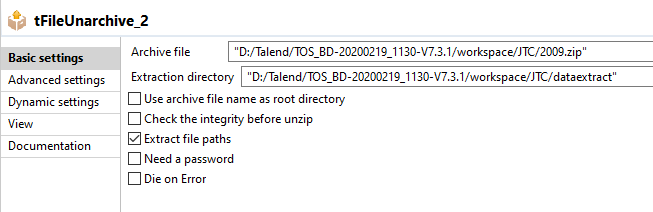 tFileUnarchive_2
Basic settings
Advanced settings
Dynamic settings
View
Documentation
Archive file "D:/Talend/TOS_BD-20200219_1130-V7.3.1/workspace/JTC/2009.zip"
Extraction directory "D:/Talend/TOS_BD-20200219_1130-V7.3.1/workspace/JTC/dataextract"
Use archive file name as root directory
Check the integrity before unzip
Extract file paths
Need a password
Die on Error